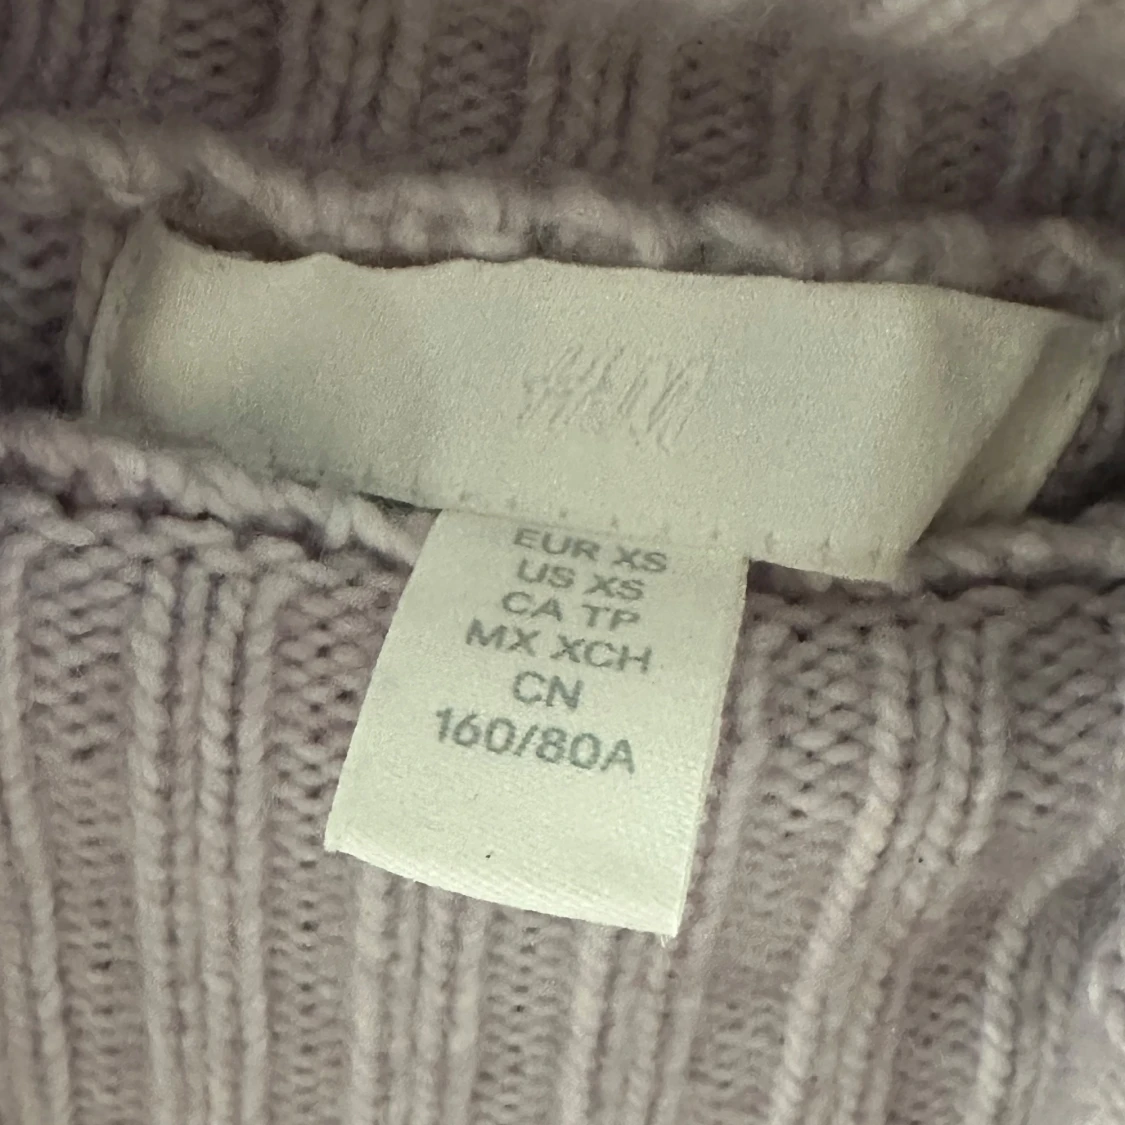 H&M
EUR XS
US XS
CA TP
MX XCH
CN
160/80A